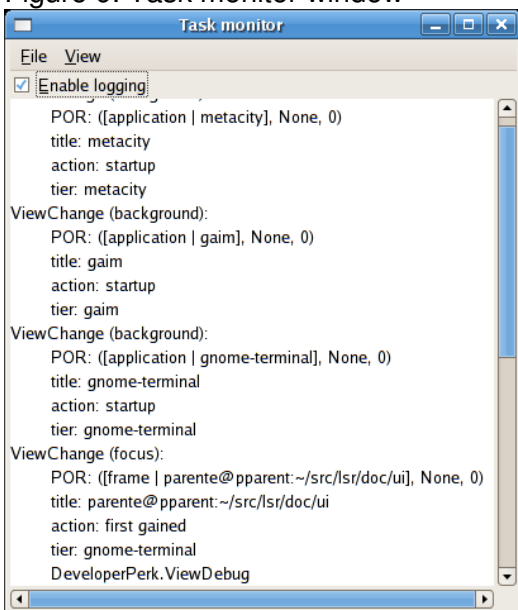 Task monitor
File View
Enable logging
POR: ([application | metacity], None, 0)
title: metacity
action: startup
tier: metacity
ViewChange (background):
POR: ([application | gaim], None, 0)
title: gaim
action: startup
tier: gaim
ViewChange (background):
POR: ([application | gnome-terminal], None, 0)
title: gnome-terminal
action: startup
tier: gnome-terminal
ViewChange (focus):
POR: ([frame | parente@pparent:~/src/lsr/doc/ui], None, 0)
title: parente@pparent:~/src/lsr/doc/ui
action: first gained
tier: gnome-terminal
DeveloperPerk.ViewDebug